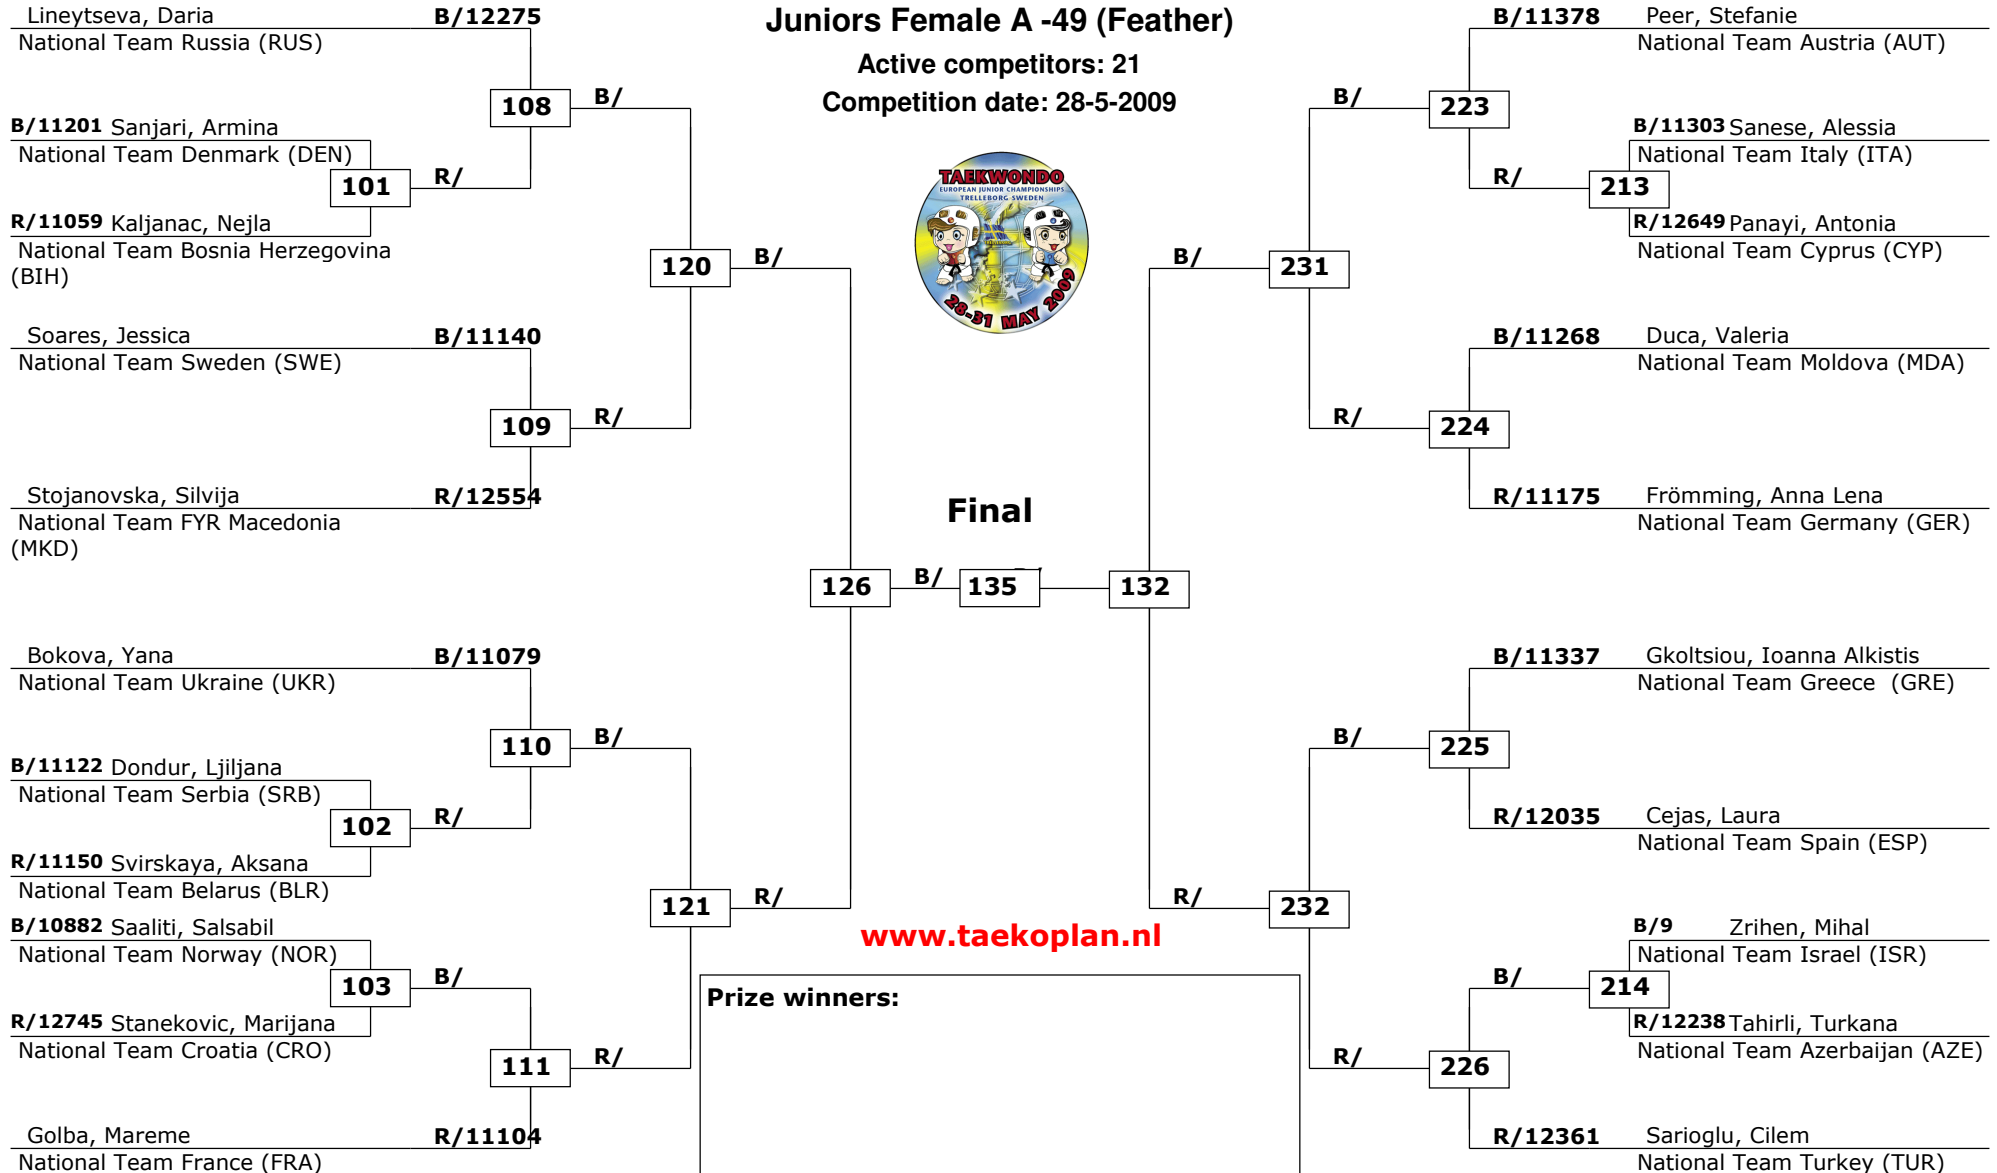 Juniors Female A -49 (Feather)
Active competitors: 21
Competition date: 28-5-2009
TAEKWONDO
EUROPEAN JUNIOR CHAMPIONSHIPS
TRELLEBORG SWEDEN
28-31 MAY 2009
Lineytseva, Daria B/12275
National Team Russia (RUS)
108 B/
B/11201 Sanjari, Armina
National Team Denmark (DEN)
101 R/
R/11059 Kaljanac, Nejla
National Team Bosnia Herzegovina
(BIH)
120 B/
Soares, Jessica B/11140
National Team Sweden (SWE)
109 R/
Stojanovska, Silvija R/12554
National Team FYR Macedonia
(MKD)
126 B/
Bokova, Yana B/11079
National Team Ukraine (UKR)
110 B/
B/11122 Dondur, Ljiljana
National Team Serbia (SRB)
102 R/
R/11150 Svirskaya, Aksana
National Team Belarus (BLR)
121 R/
B/10882 Saaliti, Salsabil
National Team Norway (NOR)
103 B/
R/12745 Stanekovic, Marijana
National Team Croatia (CRO)
111 R/
Golba, Mareme R/11104
National Team France (FRA)
Final
135
132
B/11378 Peer, Stefanie
National Team Austria (AUT)
B/ 223
B/11303 Sanese, Alessia
National Team Italy (ITA)
R/ 213
R/12649 Panayi, Antonia
National Team Cyprus (CYP)
B/ 231
B/11268 Duca, Valeria
National Team Moldova (MDA)
R/ 224
R/11175 Frömming, Anna Lena
National Team Germany (GER)
B/11337 Gkoltsiou, Ioanna Alkistis
National Team Greece (GRE)
B/ 225
R/12035 Cejas, Laura
National Team Spain (ESP)
R/ 232
B/9 Zrihen, Mihal
National Team Israel (ISR)
B/ 214
R/12238 Tahirli, Turkana
National Team Azerbaijan (AZE)
R/ 226
R/12361 Sarioglu, Cilem
National Team Turkey (TUR)
www.taekoplan.nl
Prize winners: